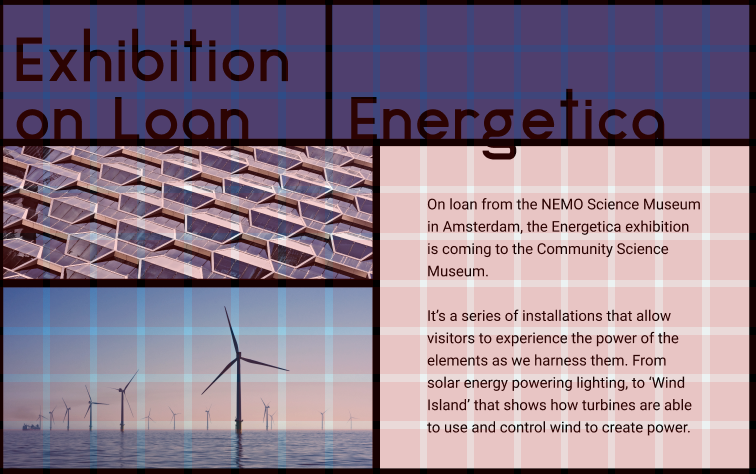 Exhibition
on Loan
Energetica
On loan from the NEMO Science Museum
in Amsterdam, the Energetica exhibition
is coming to the Community Science
Museum.
It’s a series of installations that allow
visitors to experience the power of the
elements as we harness them. From
solar energy powering lighting, to ‘Wind
Island’ that shows how turbines are able
to use and control wind to create power.